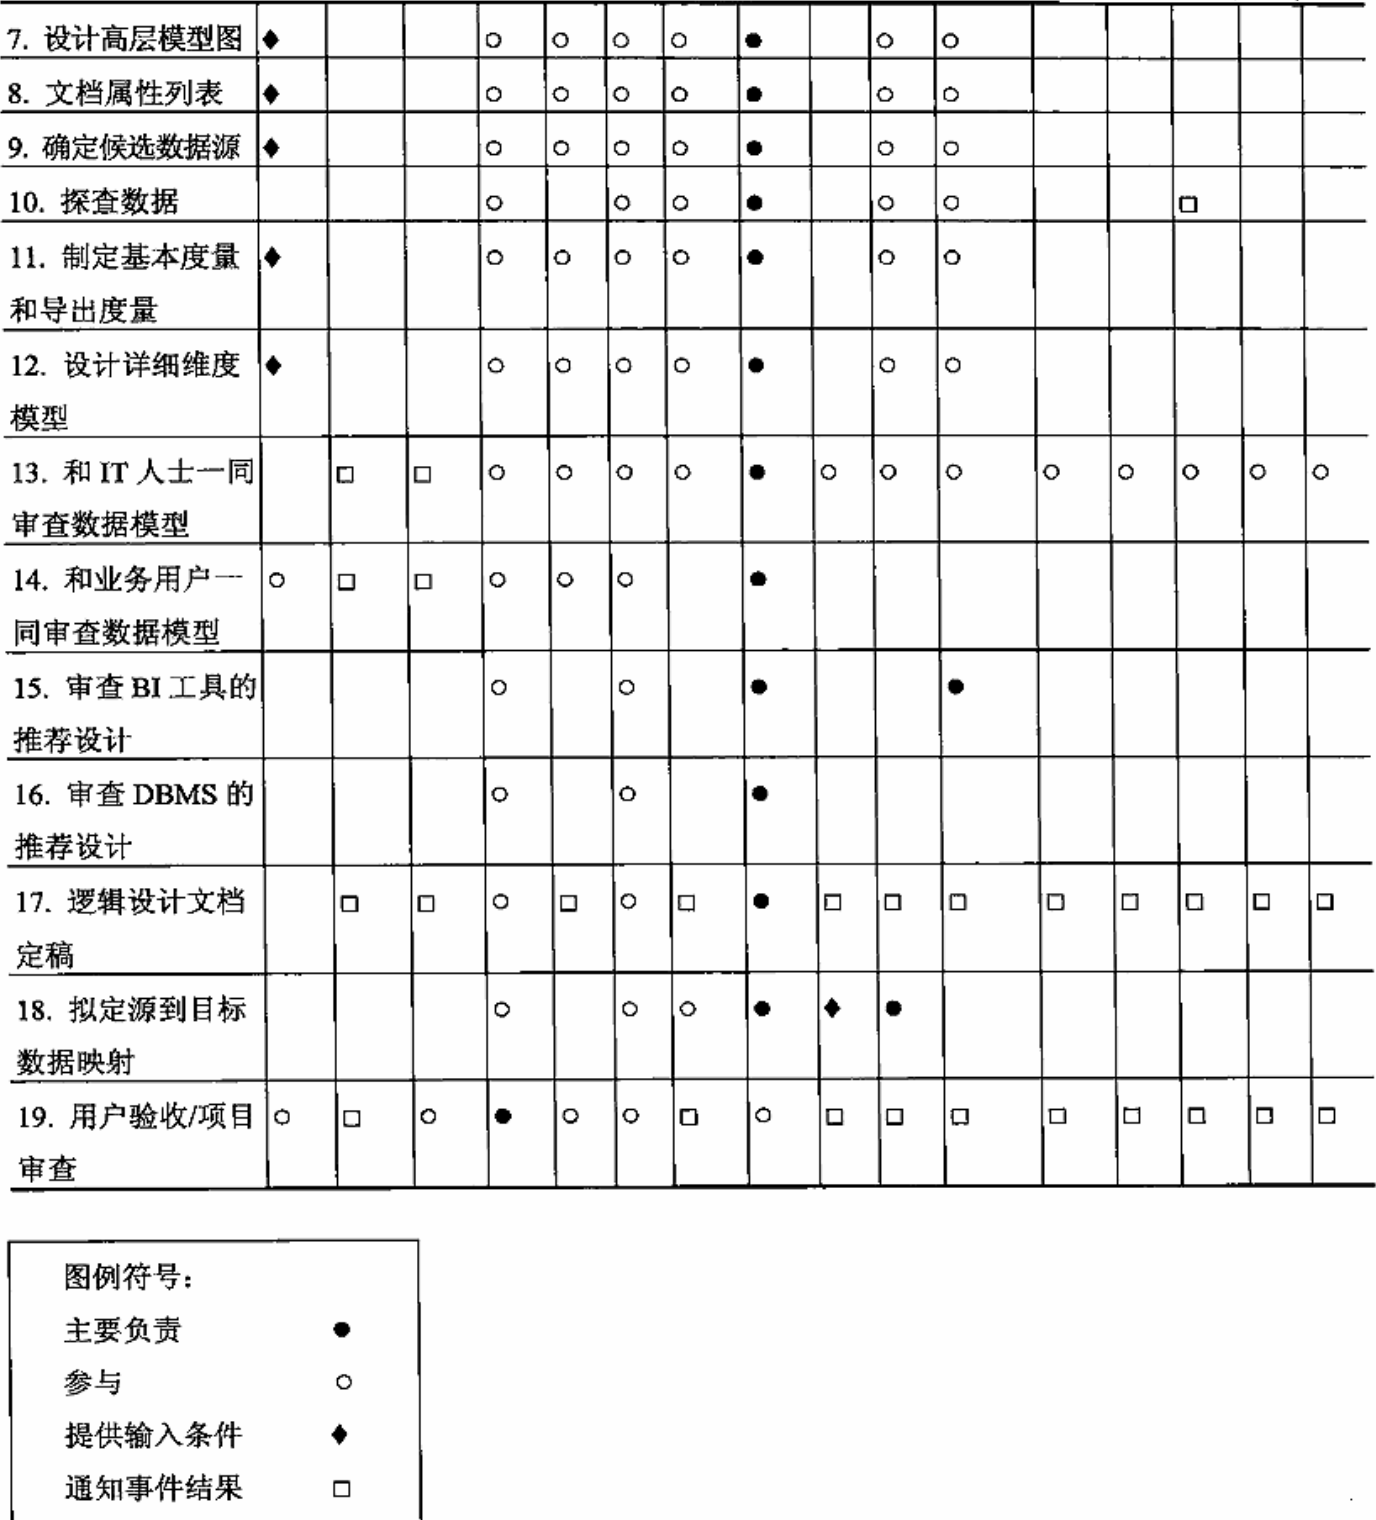 7. 设计高层模型图 ◆ ○ ○ ○ ○ ● ○ ○
8. 文档属性列表 ◆ ○ ○ ○ ○ ● ○ ○
9. 确定候选数据源 ◆ ○ ○ ○ ○ ● ○ ○
10. 探查数据 ○ ○ ○ ● ○ ○ □
11. 制定基本度量 ◆ ○ ○ ○ ○ ● ○ ○
和导出度量
12. 设计详细维度 ◆ ○ ○ ○ ○ ● ○ ○
模型
13. 和 IT 人士一同 □ □ ○ ○ ○ ○ ● ○ ○ ○ ○ ○ ○ ○ ○
审查数据模型
14. 和业务用户一 ○ □ □ ○ ○ ○ ●
同审查数据模型
15. 审查 BI 工具的 ○ ○ ● ●
推荐设计
16. 审查 DBMS 的 ○ ○ ●
推荐设计
17. 逻辑设计文档 □ □ ○ □ ○ □ ● □ □ □ □ □ □ □ □
定稿
18. 拟定源到目标 ○ ○ ○ ● ◆ ●
数据映射
19. 用户验收/项目 ○ □ ○ ● ○ ○ □ ○ □ □ □ □ □ □ □ □
审查
图例符号：
主要负责 ●
参与 ○
提供输入条件 ◆
通知事件结果 □